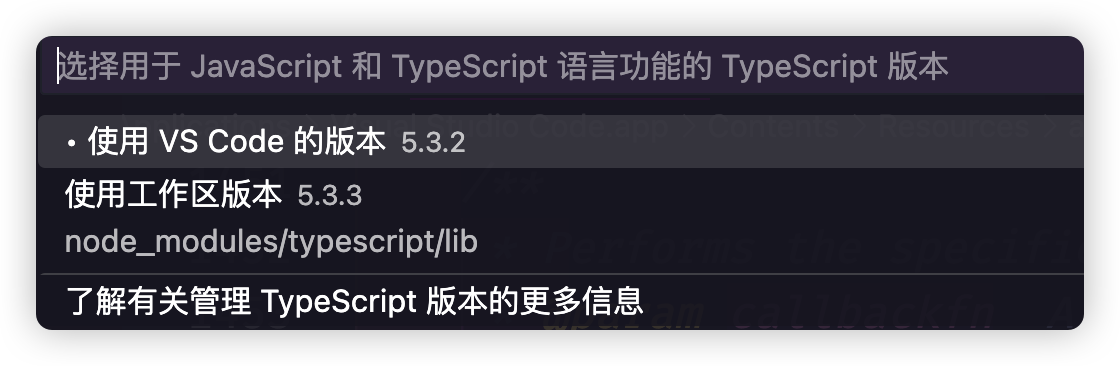 选择用于 JavaScript 和 TypeScript 语言功能的 TypeScript 版本
• 使用 VS Code 的版本 5.3.2
使用工作区版本 5.3.3
node_modules/typescript/lib
了解有关管理 TypeScript 版本的更多信息